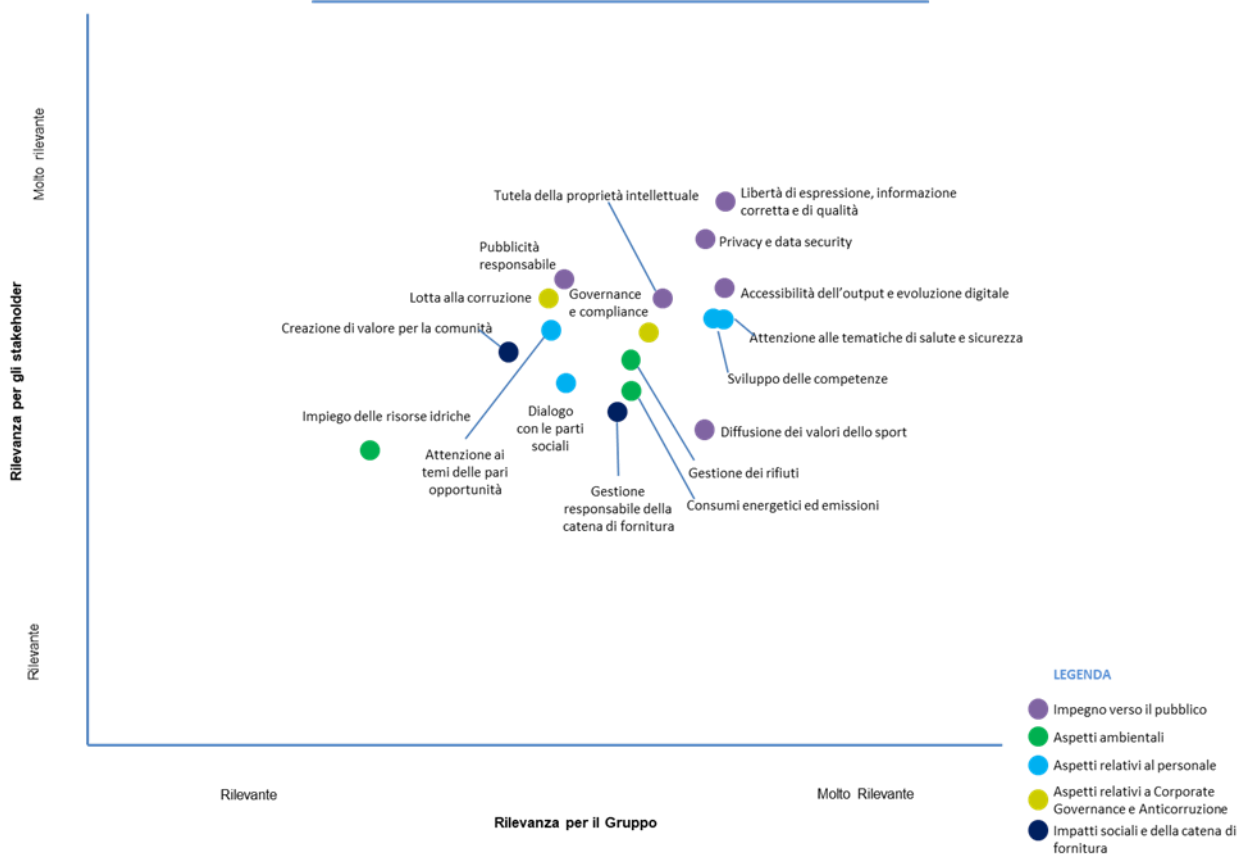 Molto rilevante
Rilevanza per gli stakeholder
Rilevante
Tutela della proprietà intellettuale
Libertà di espressione, informazione
corretta e di qualità
Privacy e data security
Pubblicità
responsabile
Lotta alla corruzione
Governance
e compliance
Accessibilità dell’output e evoluzione digitale
Creazione di valore per la comunità
Attenzione alle tematiche di salute e sicurezza
Sviluppo delle competenze
Impiego delle risorse idriche
Dialogo
con le parti
sociali
Diffusione dei valori dello sport
Attenzione ai
temi delle pari
opportunità
Gestione dei rifiuti
Gestione
responsabile della
catena di fornitura
Consumi energetici ed emissioni
LEGENDA
Impegno verso il pubblico
Aspetti ambientali
Aspetti relativi al personale
Aspetti relativi a Corporate
Governance e Anticorruzione
Impatti sociali e della catena di
fornitura
Rilevante
Molto Rilevante
Rilevanza per il Gruppo